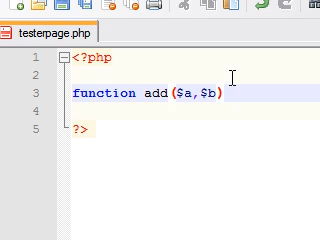 testerpage.php
1 <?php
2
3 function add($a,$b)
4
5 ?>